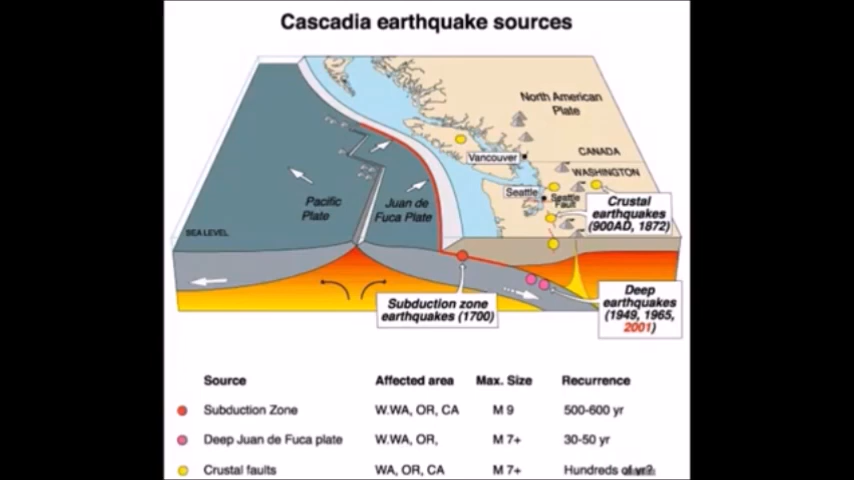 Cascadia earthquake sources
North American
Plate
Vancouver
CANADA
WASHINGTON
Seattle
Seattle
Fault
Crustal
earthquakes
(900AD, 1872)
Pacific
Plate
Juan de
Fuca Plate
SEA LEVEL
Subduction zone
earthquakes (1700)
Deep
earthquakes
(1949, 1965,
2001)
Source Affected area Max. Size Recurrence
Subduction Zone W.WA, OR, CA M 9 500-600 yr
Deep Juan de Fuca plate W.WA, OR, M 7+ 30-50 yr
Crustal faults WA, OR, CA M 7+ Hundreds of yr?